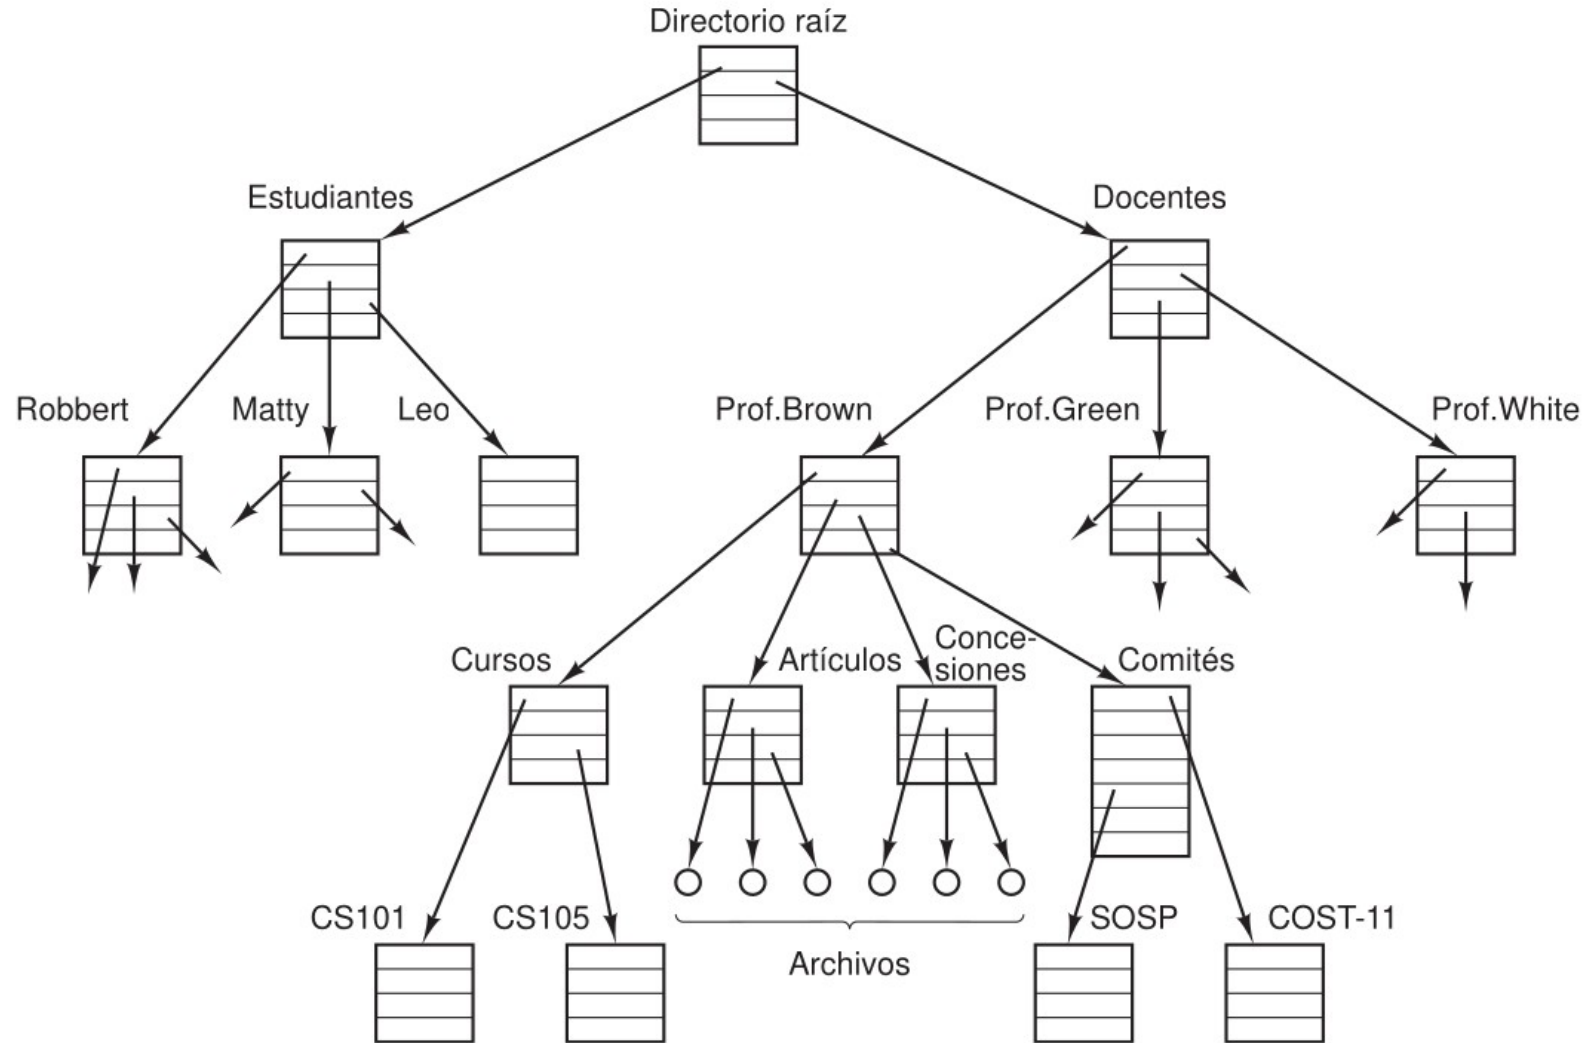 Directorio raíz
Estudiantes
Docentes
Robbert
Matty
Leo
Prof.Brown
Prof.Green
Prof.White
Cursos
Artículos
Conce-
siones
Comités
CS101
CS105
SOSP
COST-11
Archivos